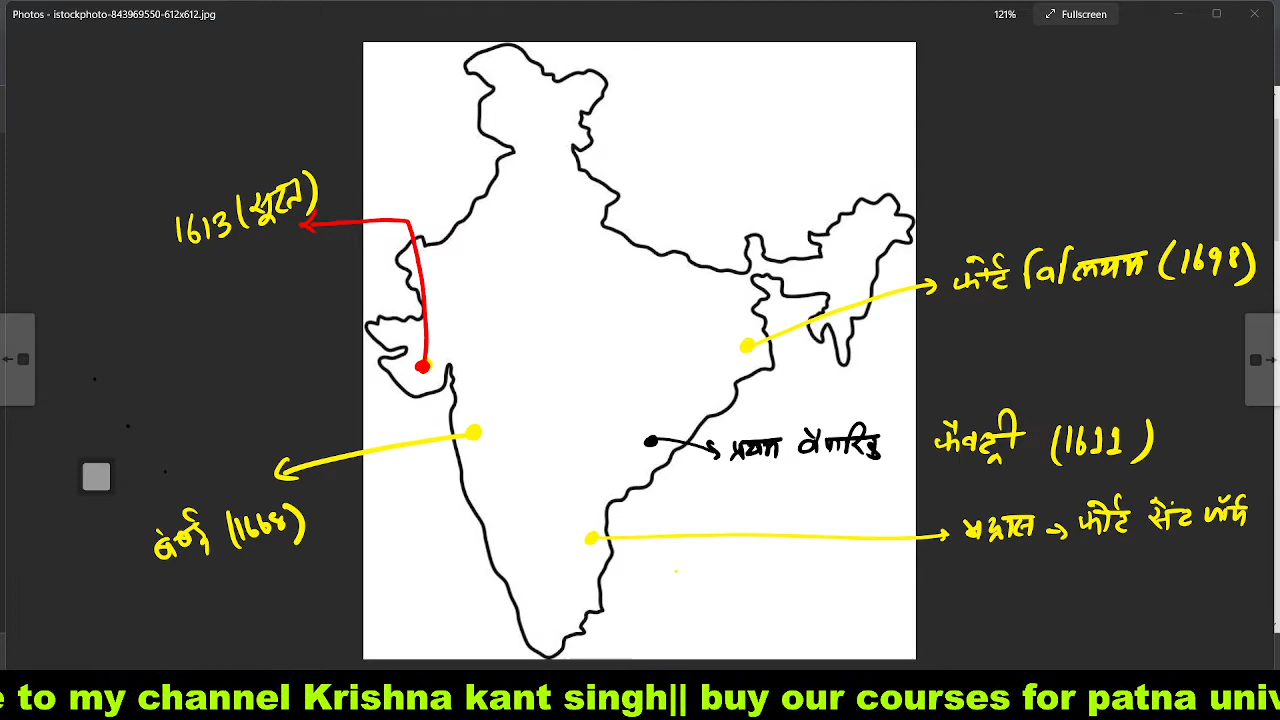 Photos - istockphoto-843969550-612x612.jpg
121%
Fullscreen
1613 (सूरत)
फोर्ट विलियम (1698)
प्रथम फैक्ट्री (1611)
मद्रास → फोर्ट सेंट जॉर्ज
बंबई (1668)
e to my channel Krishna kant singh|| buy our courses for patna univ